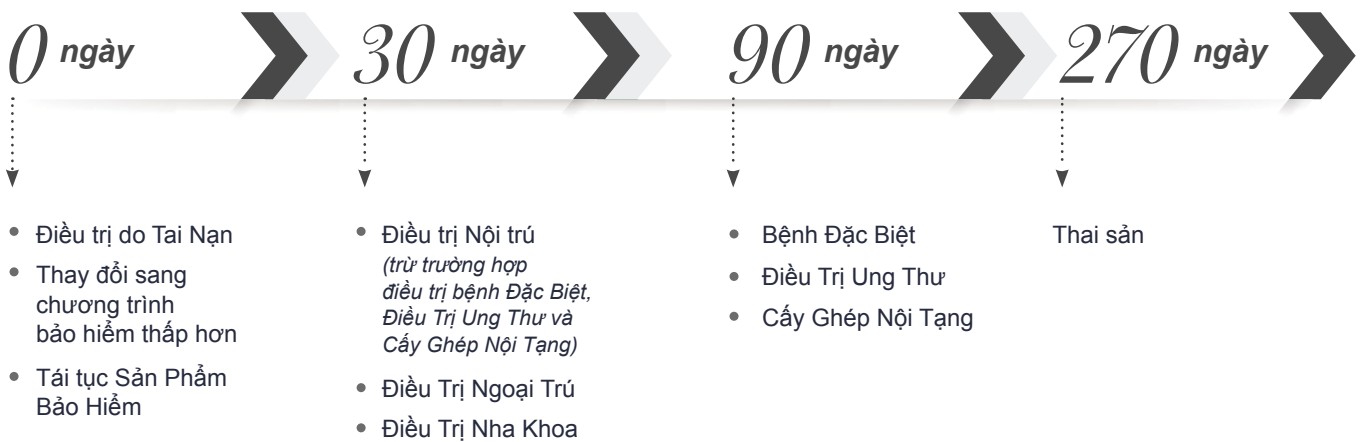 0 ngày
30 ngày
90 ngày
270 ngày
• Điều trị do Tai Nạn
• Thay đổi sang
chương trình
bảo hiểm thấp hơn
• Tái tục Sản Phẩm
Bảo Hiểm
• Điều trị Nội trú
(trừ trường hợp
điều trị bệnh Đặc Biệt,
Điều Trị Ung Thư và
Cấy Ghép Nội Tạng)
• Điều Trị Ngoại Trú
• Điều Trị Nha Khoa
• Bệnh Đặc Biệt
• Điều Trị Ung Thư
• Cấy Ghép Nội Tạng
Thai sản